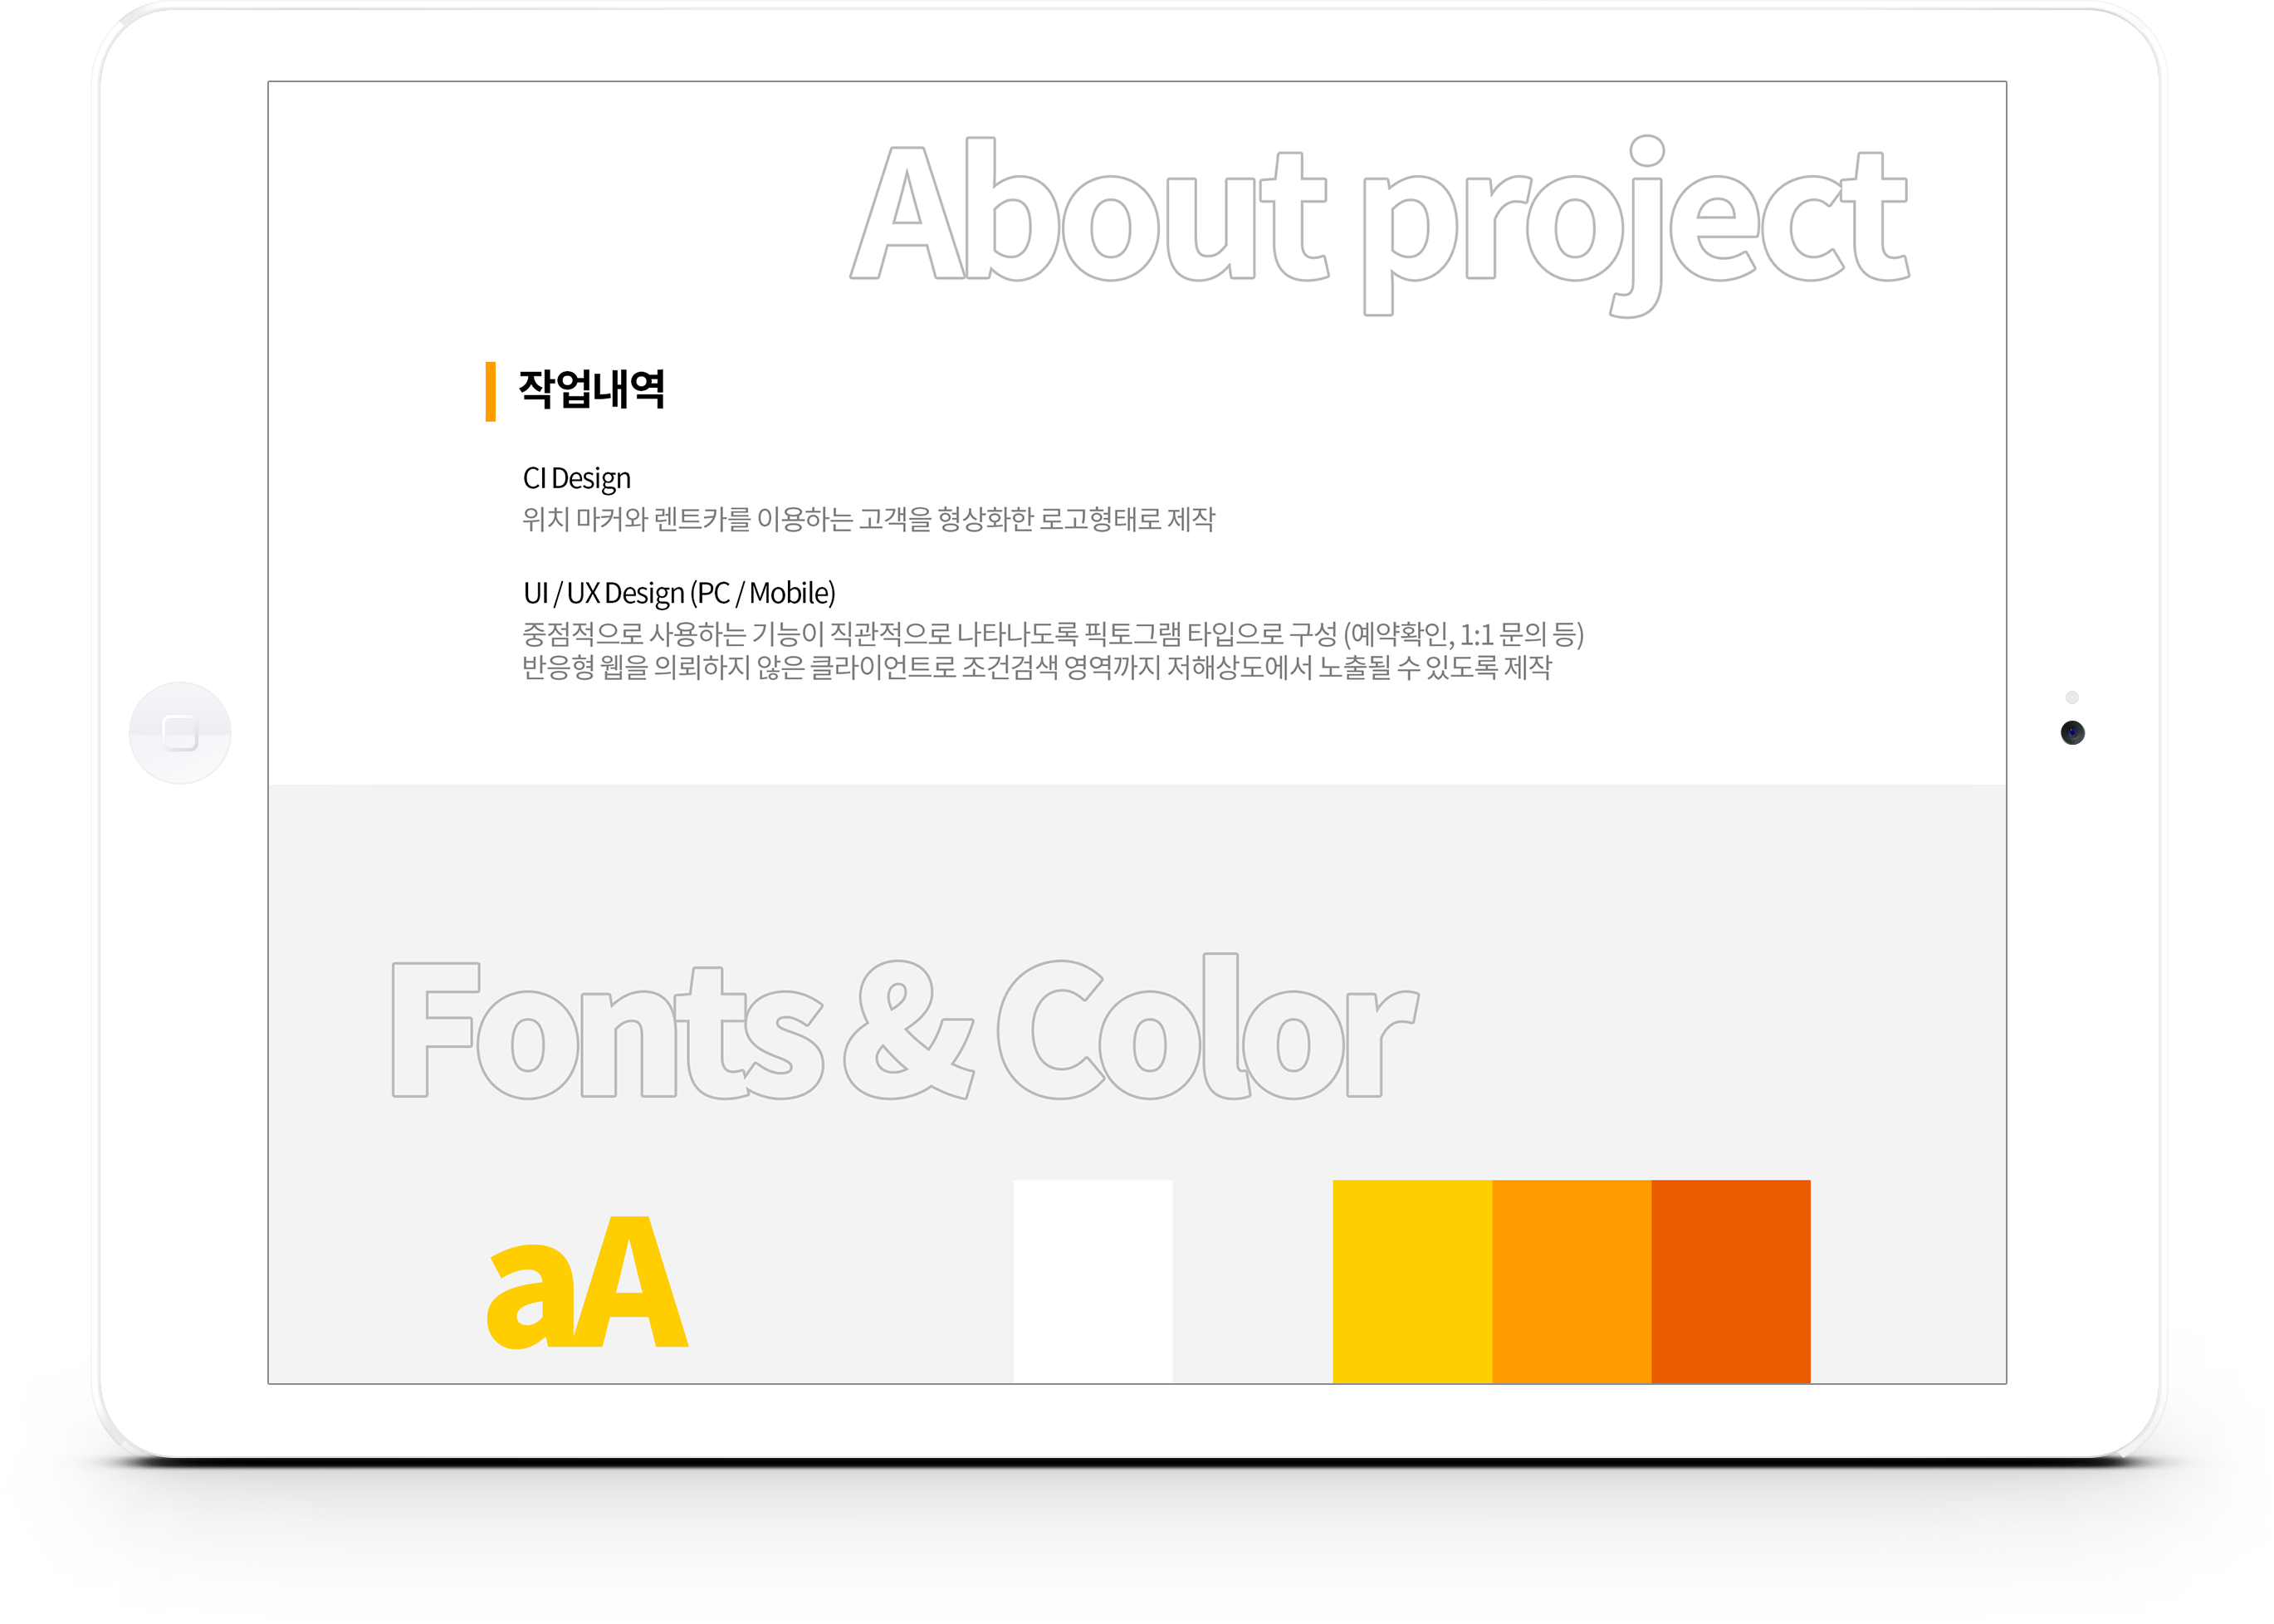 About project
작업내역
CI Design
위치 마커와 렌트카를 이용하는 고객을 형상화한 로고형태로 제작
UI / UX Design (PC / Mobile)
중점적으로 사용하는 기능이 직관적으로 나타나도록 픽토그램 타입으로 구성 (예약확인, 1:1 문의 등)
반응형 웹을 의뢰하지 않은 클라이언트로 조건검색 영역까지 저해상도에서 노출될 수 있도록 제작
Fonts & Color
aA